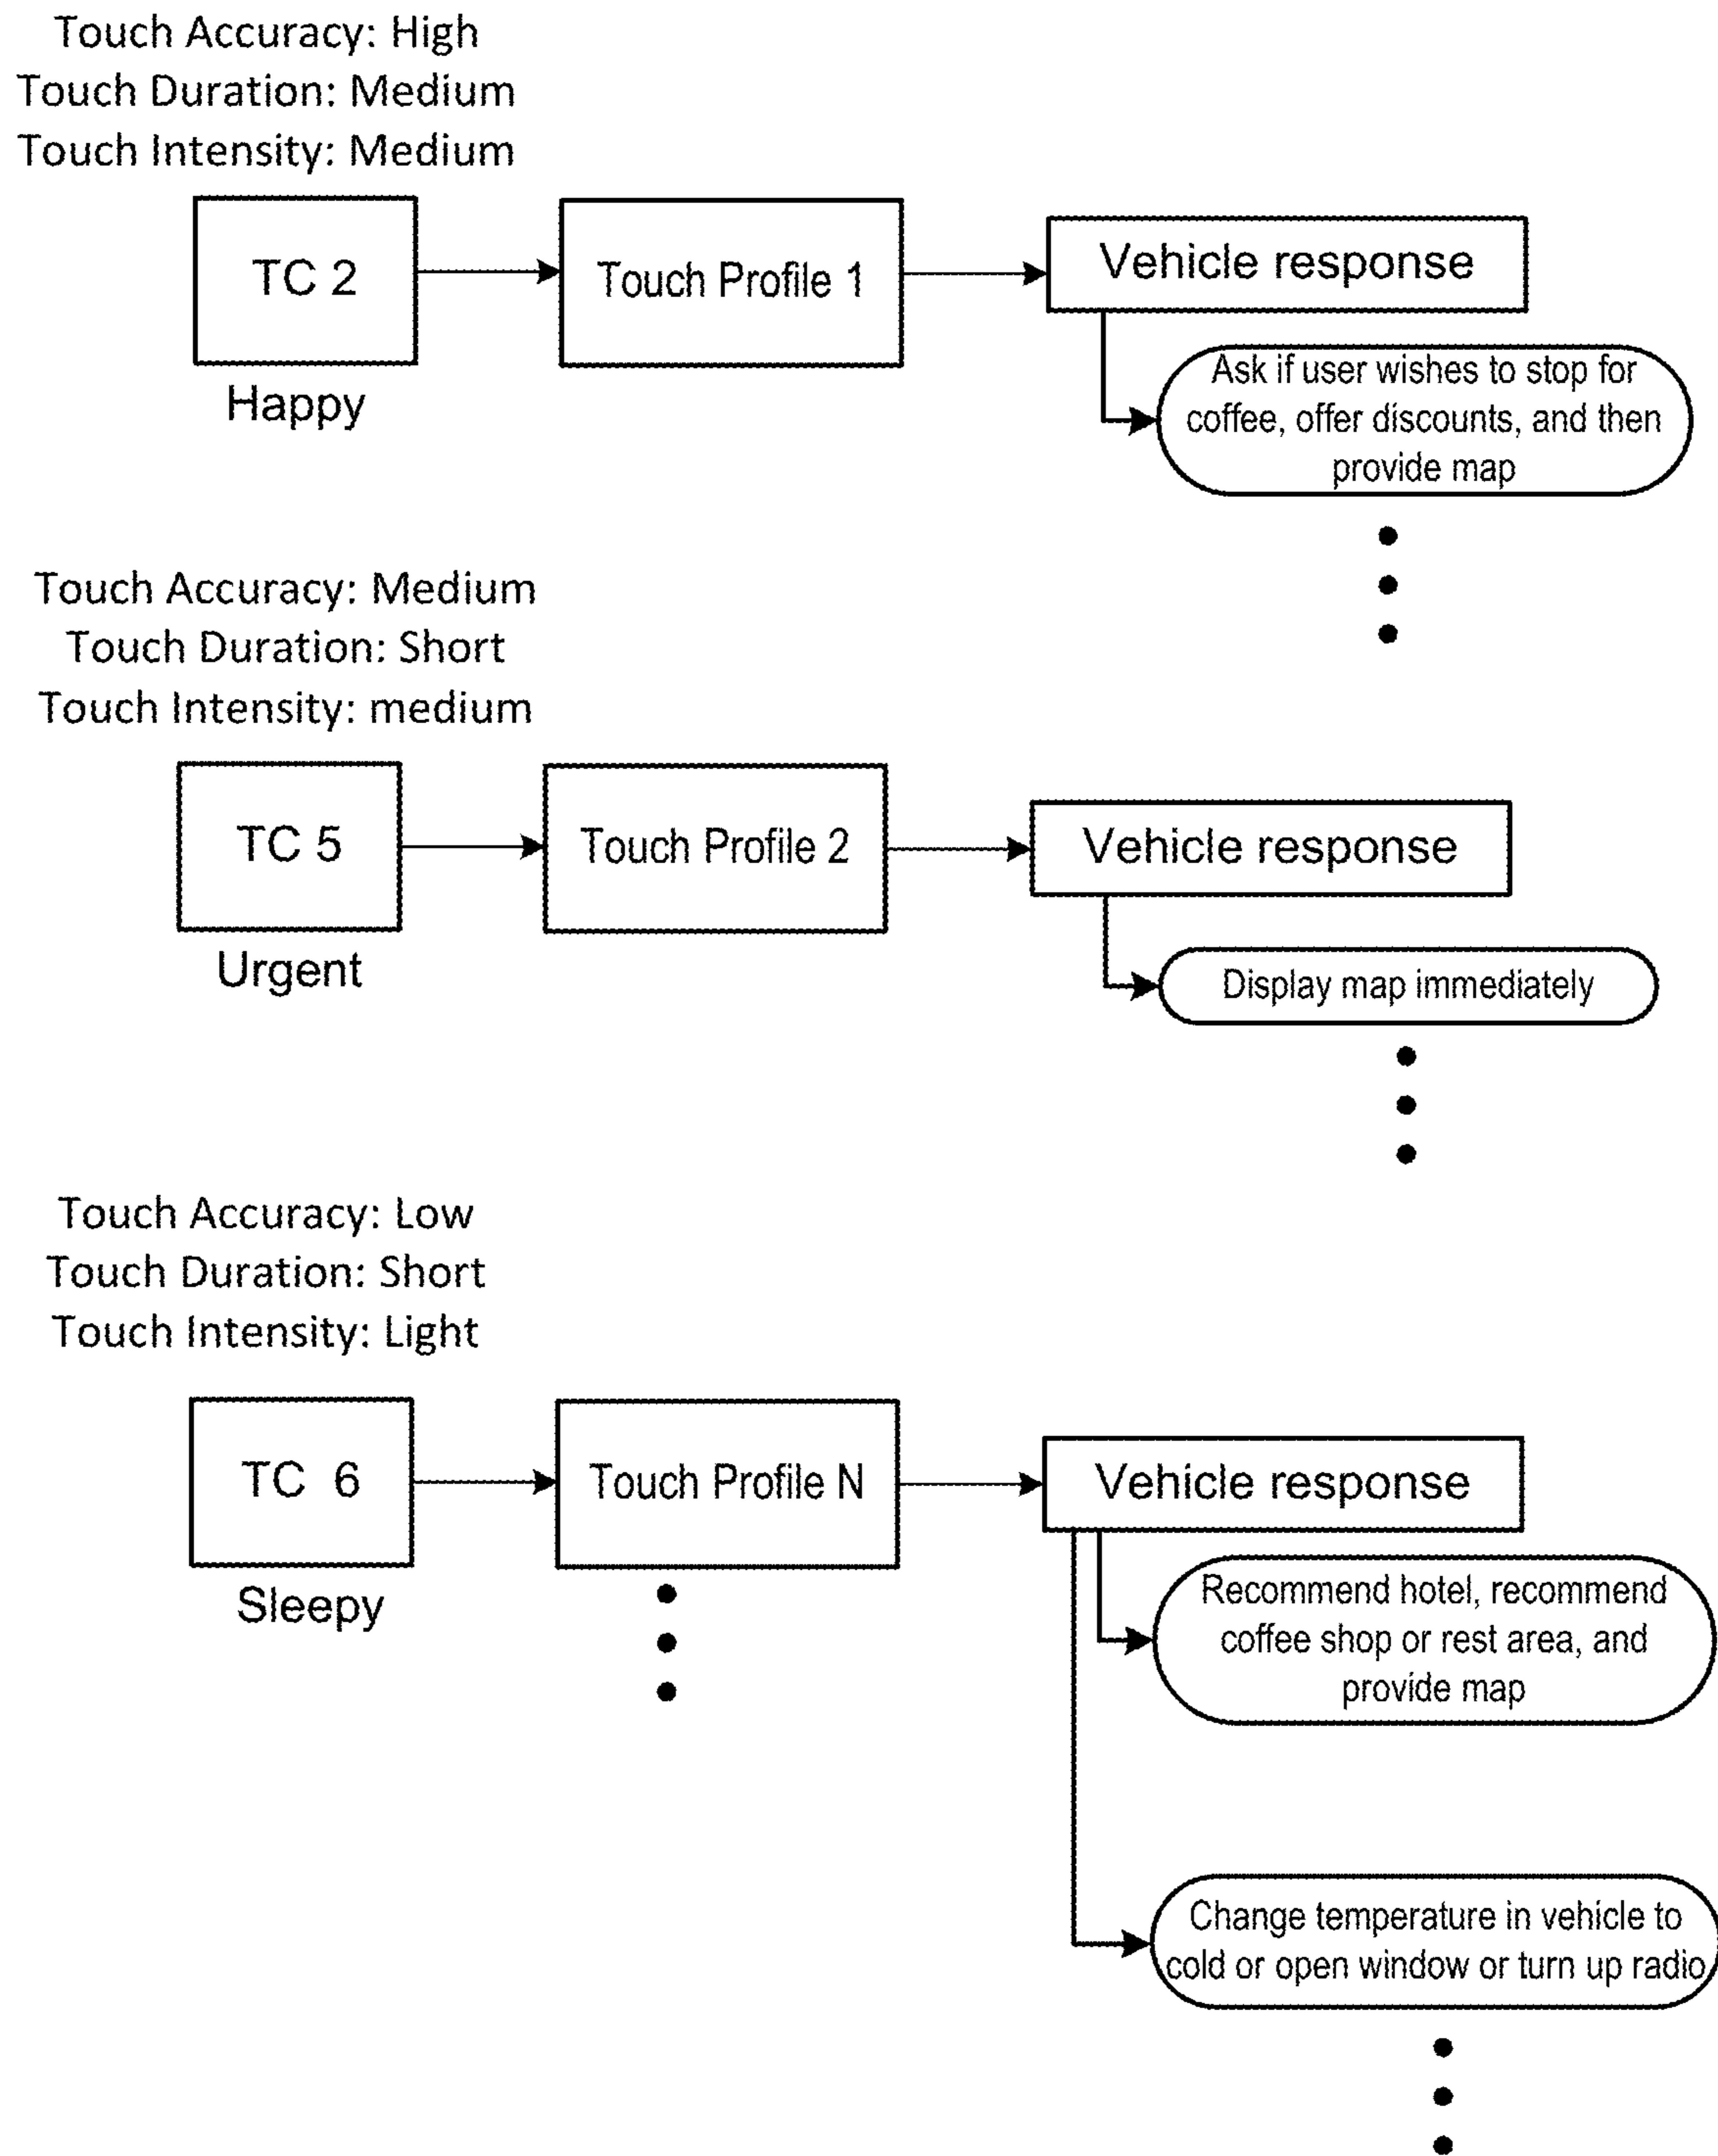 Touch Accuracy: High
Touch Duration: Medium
Touch Intensity: Medium
TC 2
Happy
Touch Profile 1
Vehicle response
Ask if user wishes to stop for
coffee, offer discounts, and then
provide map
Touch Accuracy: Medium
Touch Duration: Short
Touch Intensity: medium
TC 5
Urgent
Touch Profile 2
Vehicle response
Display map immediately
Touch Accuracy: Low
Touch Duration: Short
Touch Intensity: Light
TC 6
Sleepy
Touch Profile N
Vehicle response
Recommend hotel, recommend
coffee shop or rest area, and
provide map
Change temperature in vehicle to
cold or open window or turn up radio